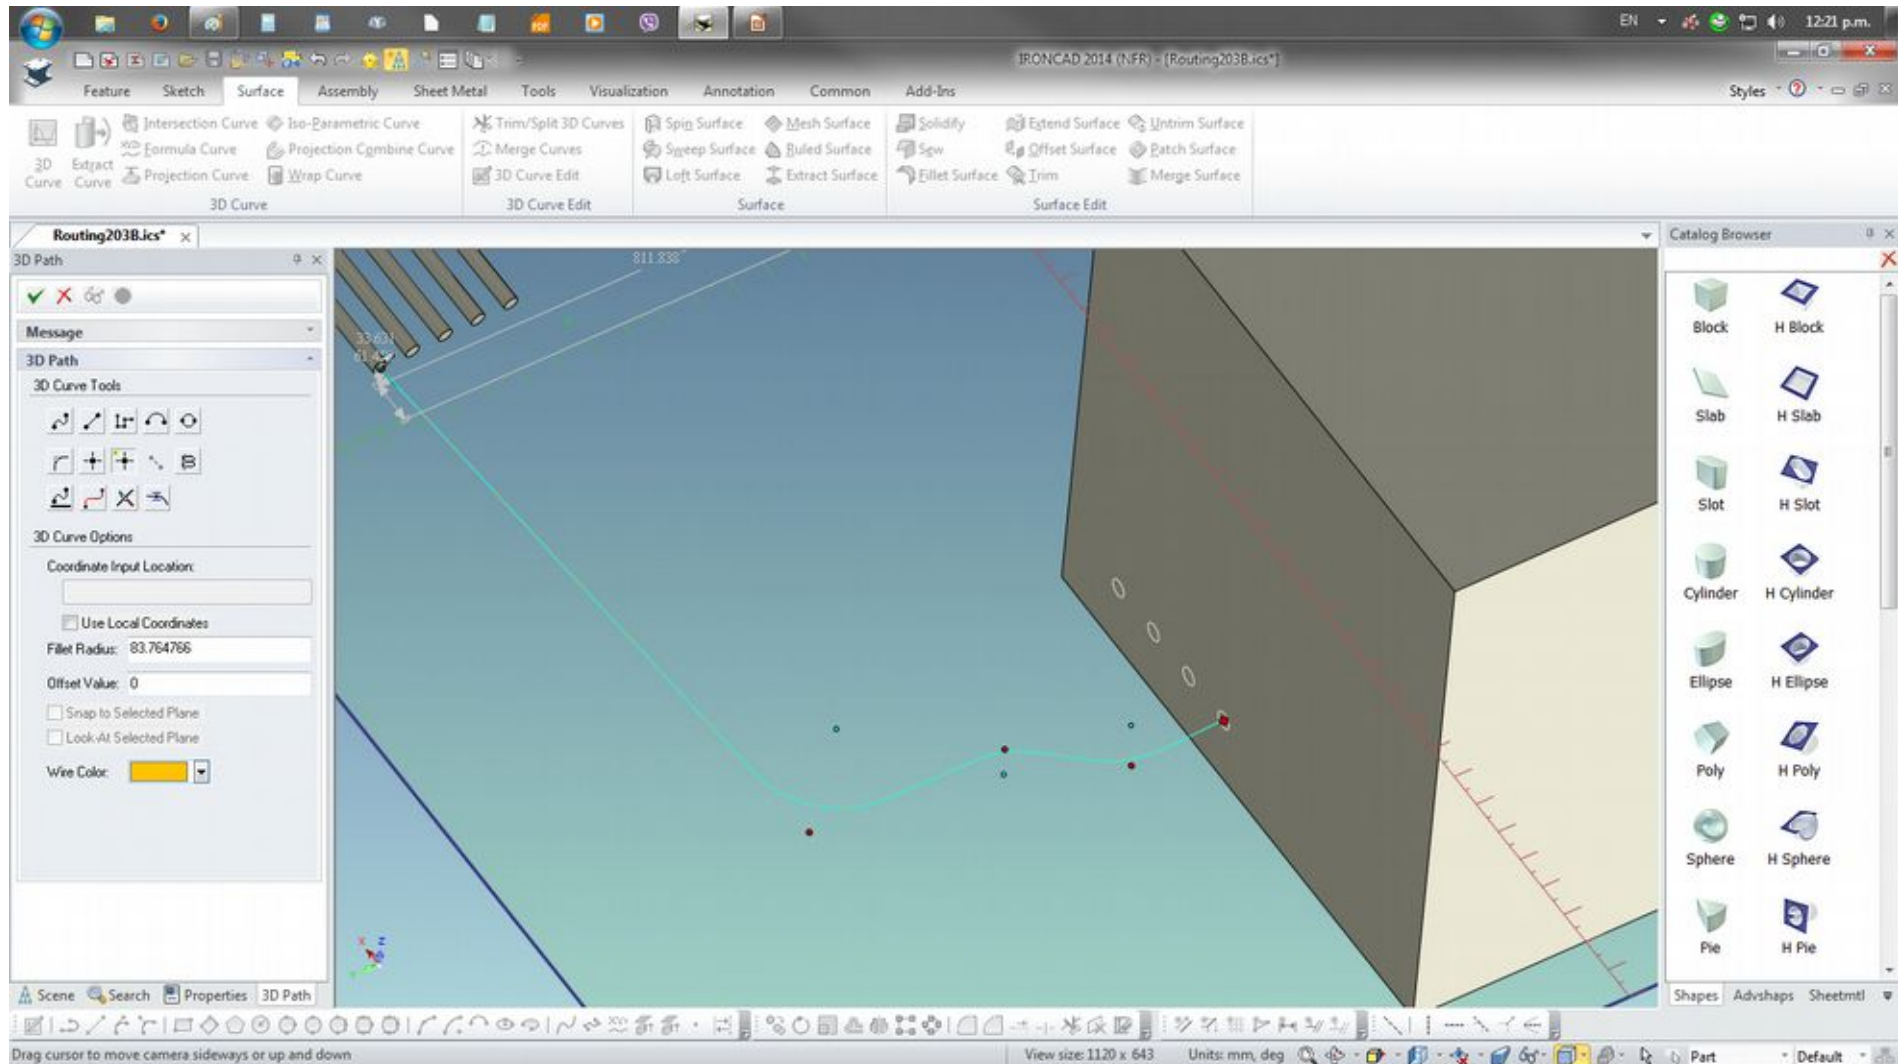 EN
12:21 p.m.
IRONCAD 2014 (NFR) - [Routing203B.ics*]
Feature Sketch Surface Assembly Sheet Metal Tools Visualization Annotation Common Add-Ins Styles
Intersection Curve Iso-Parametric Curve Trim/Split 3D Curves Spin Surface Mesh Surface Solidify Extend Surface Untrim Surface
Formula Curve Projection Combine Curve Merge Curves Sweep Surface Ruled Surface Sew Offset Surface Patch Surface
3D Curve Extract Curve Projection Curve Wrap Curve 3D Curve Edit Loft Surface Extract Surface Fillet Surface Trim Merge Surface
3D Curve 3D Curve Edit Surface Surface Edit
Routing203B.ics*
Catalog Browser
3D Path
Message
3D Path
3D Curve Tools
3D Curve Options
Coordinate Input Location:
Use Local Coordinates
Fillet Radius: 83.764766
Offset Value: 0
Snap to Selected Plane
Look-At Selected Plane
Wire Color:
811.838
33.631
X Z
Block H Block
Slab H Slab
Slot H Slot
Cylinder H Cylinder
Ellipse H Ellipse
Poly H Poly
Sphere H Sphere
Pie H Pie
Scene Search Properties 3D Path
Shapes Advshaps Sheetmtl
Drag cursor to move camera sideways or up and down
View size: 1120 x 643 Units: mm, deg
Part Default